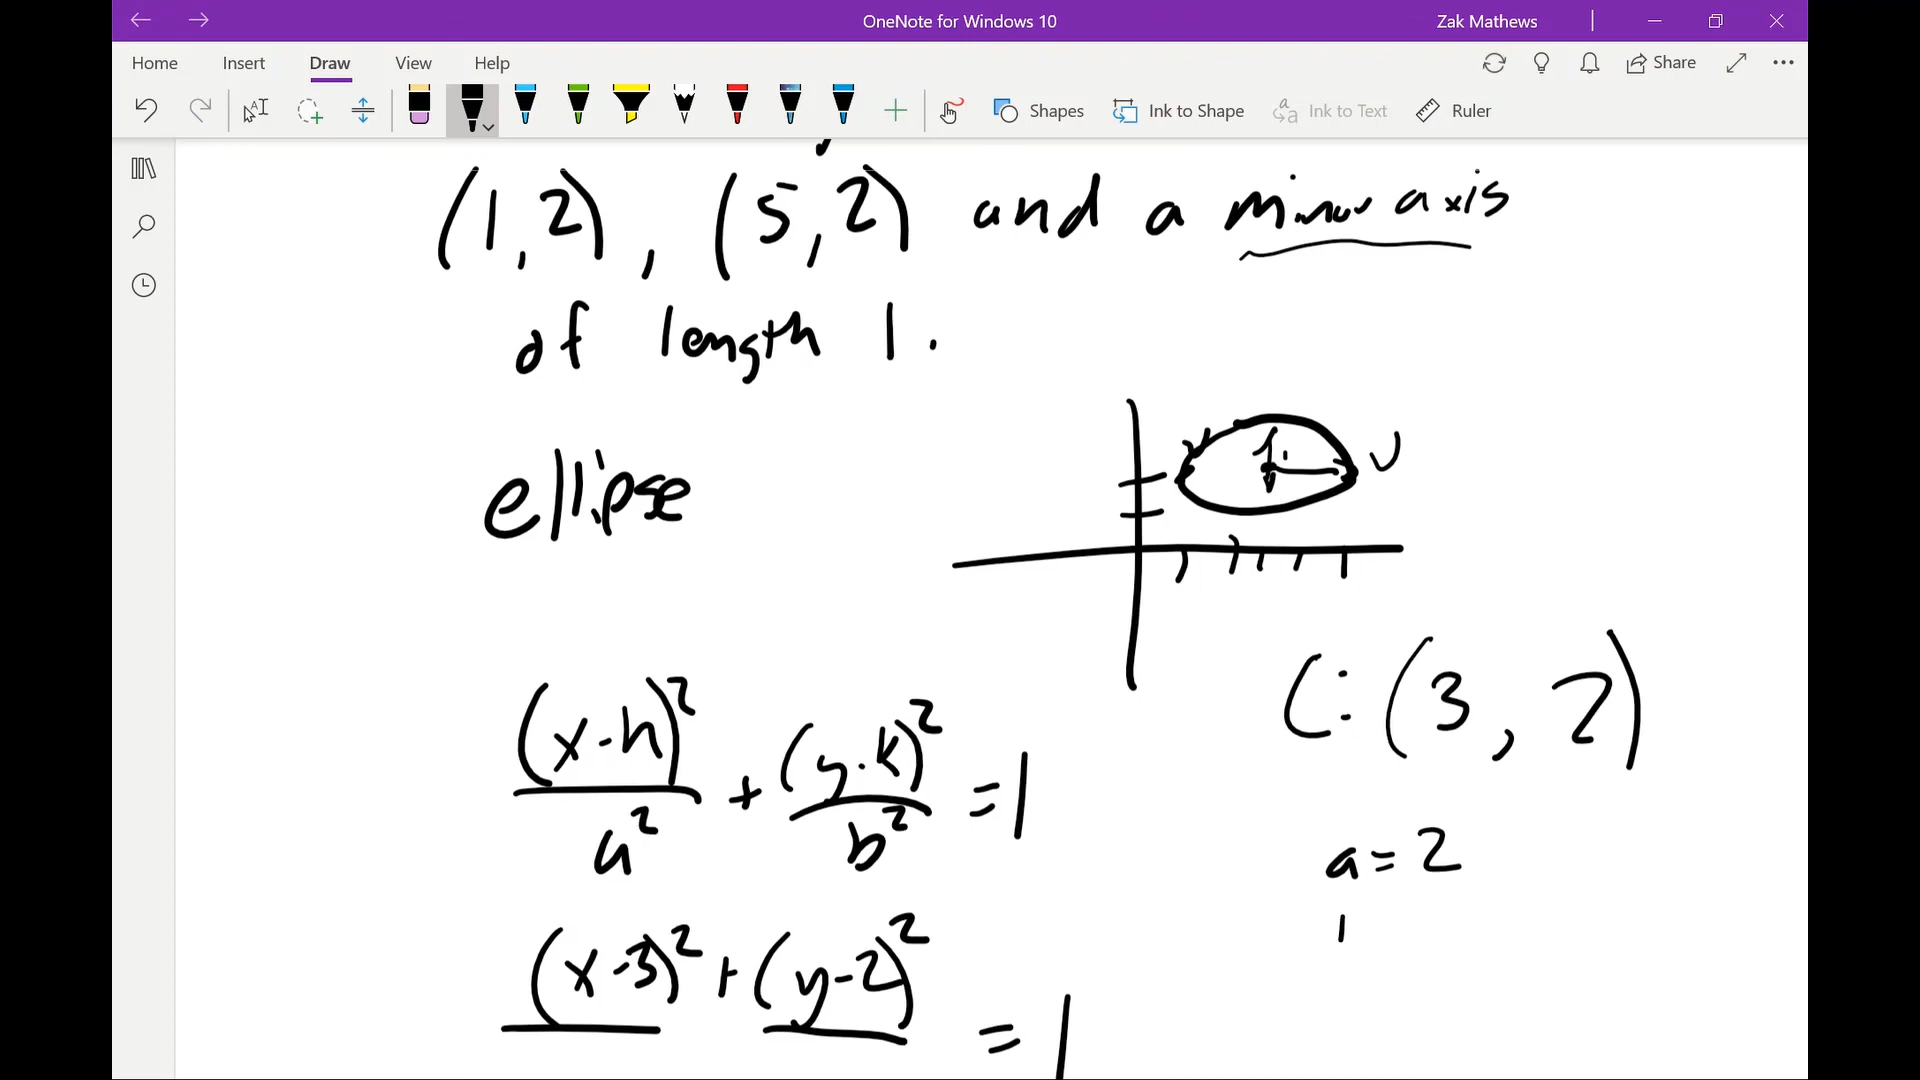 OneNote for Windows 10
Zak Mathews
Home Insert Draw View Help
Share
Shapes Ink to Shape Ink to Text Ruler
(1,2), (5,2) and a minor axis
of length 1.
ellipse
V V
1
C: (3, 2)
(x-h)² / a² + (y-k)² / b² = 1
a = 2
(x-3)² + (y-2)² = 1